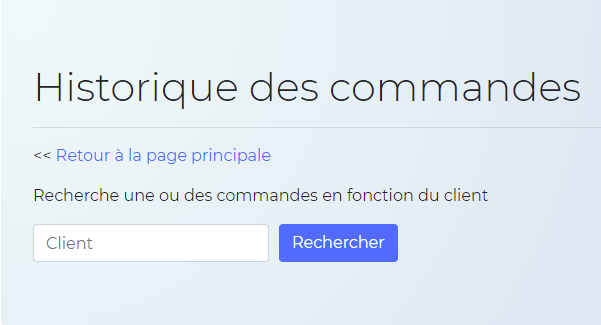 Historique des commandes
<< Retour à la page principale
Recherche une ou des commandes en fonction du client
Client
Rechercher